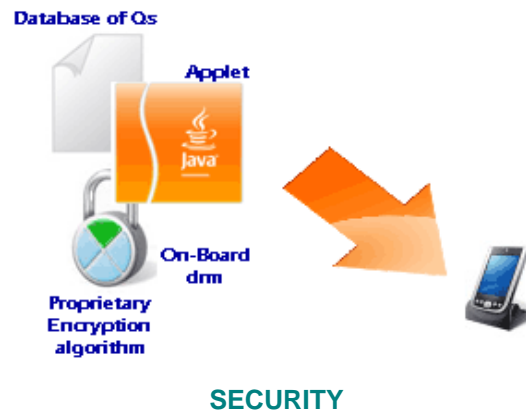 Database of Qs
Applet
Java
On-Board
drm
Proprietary
Encryption
algorithm
SECURITY